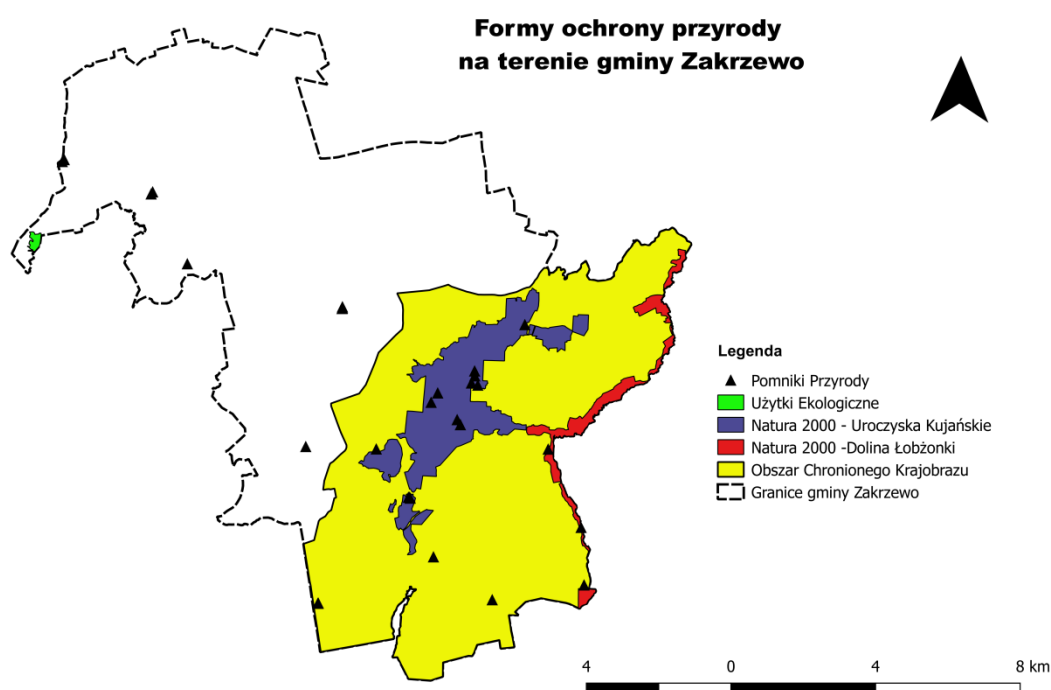 Formy ochrony przyrody
na terenie gminy Zakrzewo
Legenda
Pomniki Przyrody
Użytki Ekologiczne
Natura 2000 - Uroczyska Kujańskie
Natura 2000 -Dolina Łobżonki
Obszar Chronionego Krajobrazu
Granice gminy Zakrzewo
4 0 4 8 km